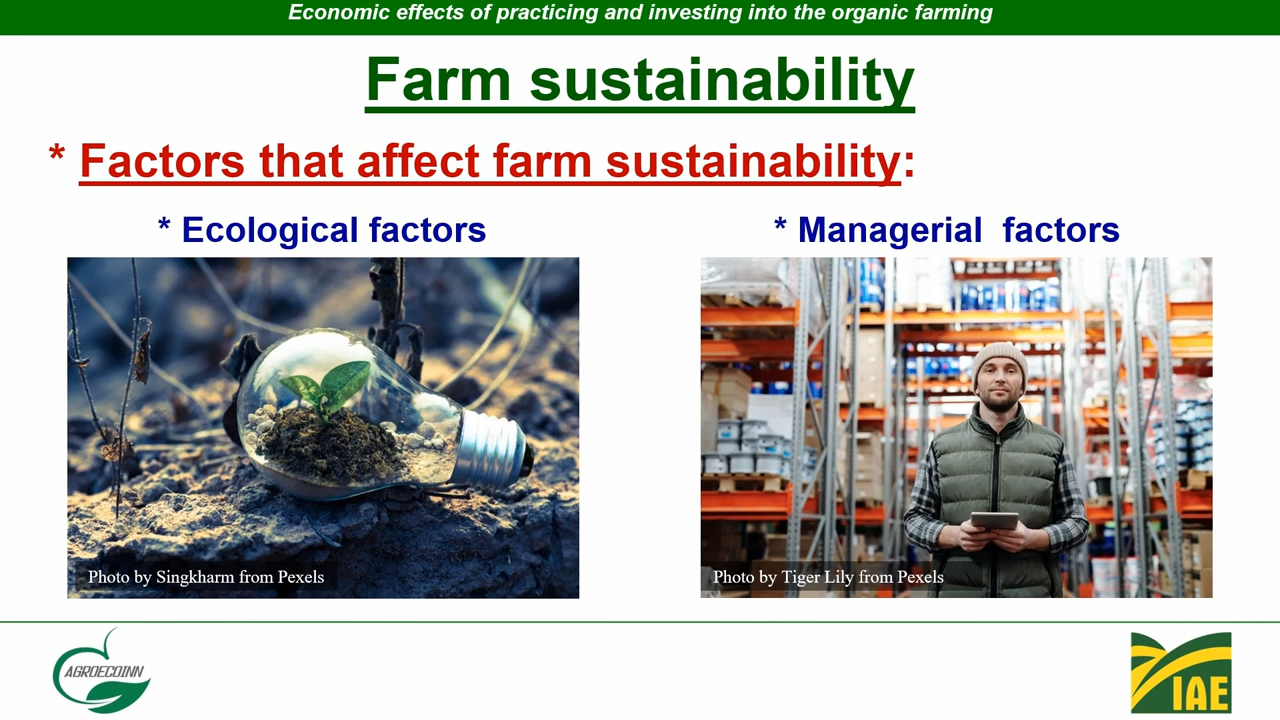 Economic effects of practicing and investing into the organic farming
Farm sustainability
* Factors that affect farm sustainability:
* Ecological factors
* Managerial  factors
Photo by Singkharm from Pexels
Photo by Tiger Lily from Pexels
AGROECOINN
IAE